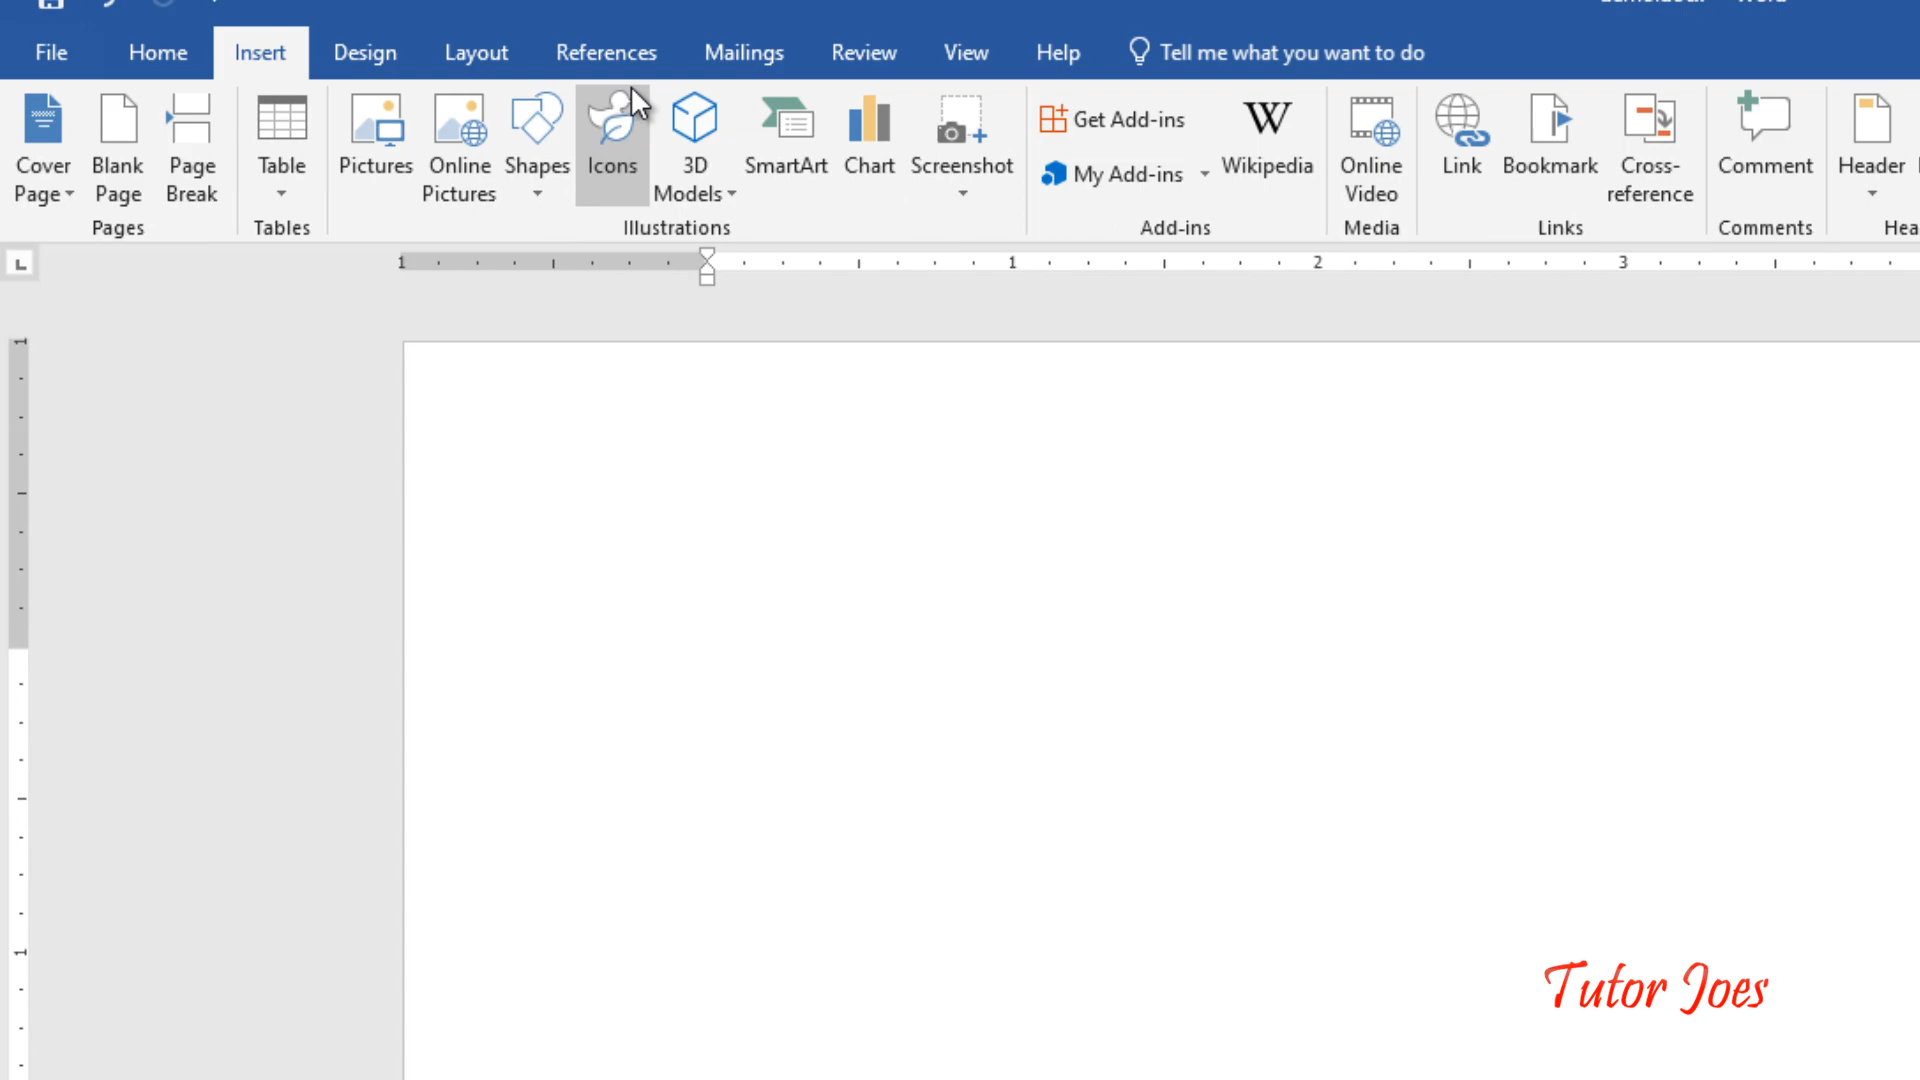 File Home Insert Design Layout References Mailings Review View Help Tell me what you want to do
Cover Page
Blank Page
Page Break
Pages
Table
Tables
Pictures
Online Pictures
Shapes
Icons
3D Models
SmartArt
Chart
Screenshot
Illustrations
Get Add-ins
My Add-ins
W
Wikipedia
Add-ins
Online Video
Media
Link
Bookmark
Cross-reference
Links
Comment
Comments
Header
L
1 1 2 3
1
1
Tutor Joes